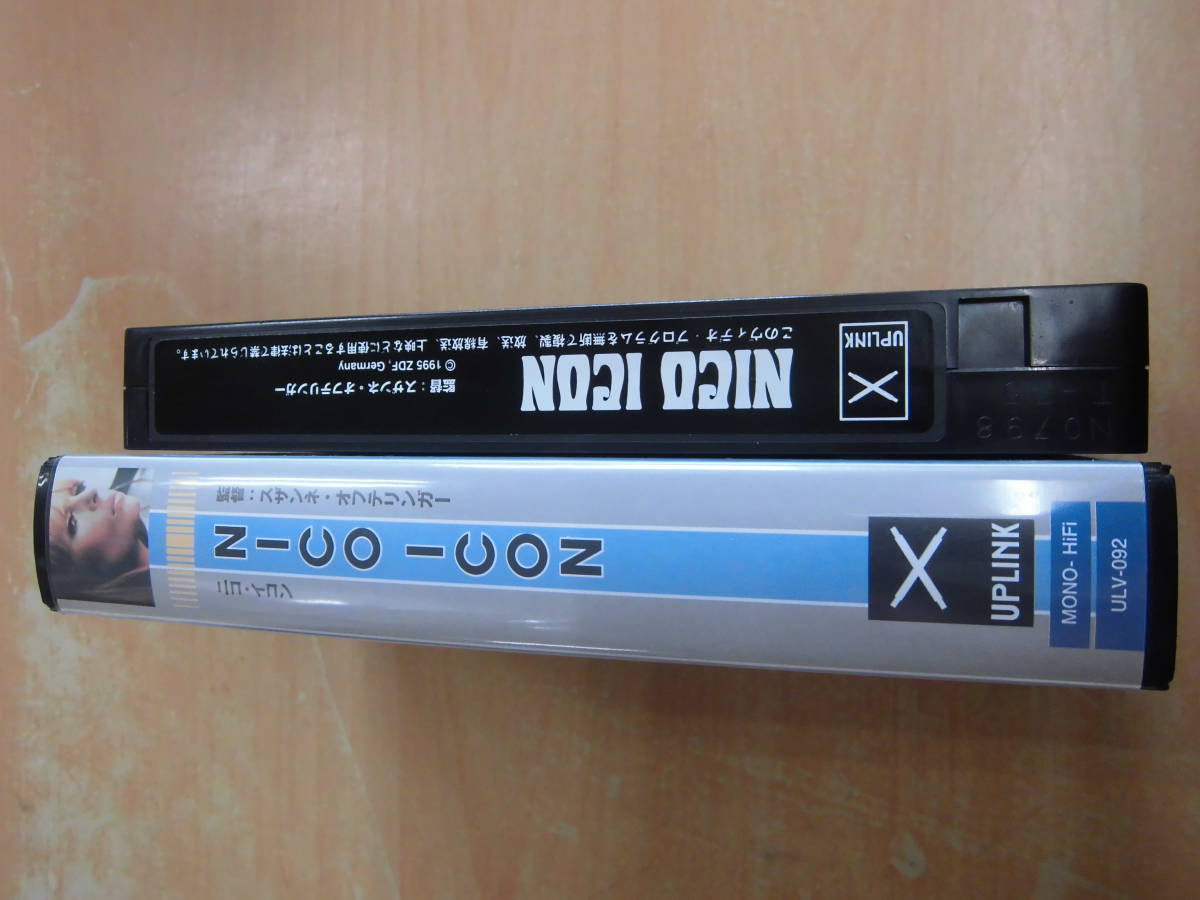 UPLINK
NICO ICON
このヴィデオ・プログラムを無断で複製、放送、有線放送、上映などに使用することは法律で禁じられています。
© 1995 ZDF, Germany
監督：スザンネ・オフテリンガー
N0798
監督：スザンネ・オフテリンガー
NICO ICON
ニコ・イコン
UPLINK
MONO- HiFi
ULV-092